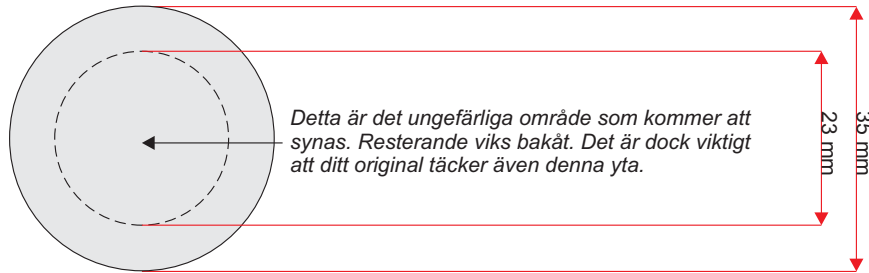 Detta är det ungefärliga område som kommer att
synas. Resterande viks bakåt. Det är dock viktigt
att ditt original täcker även denna yta.
23 mm
35 mm